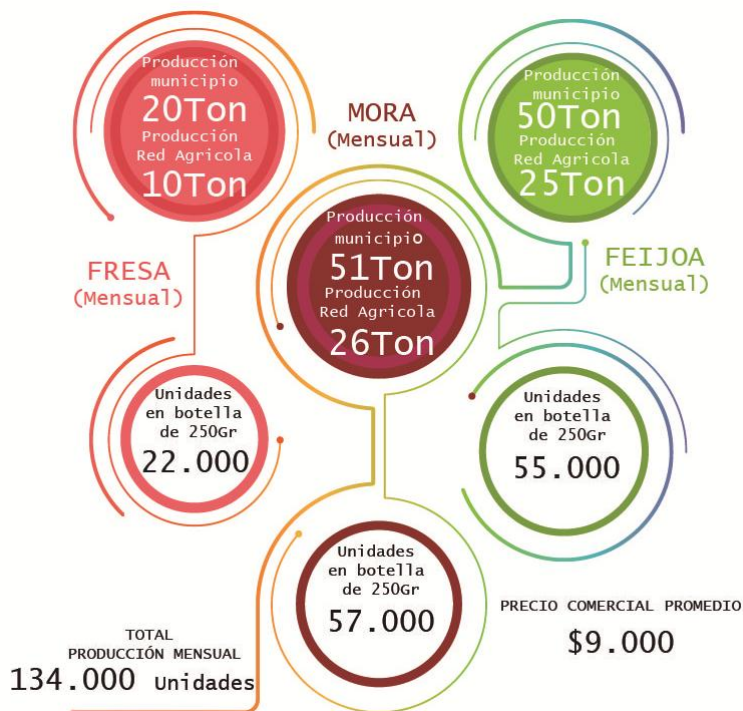 Producción
municipio
20Ton
Producción
Red Agricola
10Ton
FRESA
(Mensual)
Unidades
en botella
de 250Gr
22.000
MORA
(Mensual)
Producción
municipio
51Ton
Producción
Red Agricola
26Ton
Unidades
en botella
de 250Gr
57.000
Producción
municipio
50Ton
Producción
Red Agricola
25Ton
FEIJOA
(Mensual)
Unidades
en botella
de 250Gr
55.000
TOTAL
PRODUCCIÓN MENSUAL
134.000 Unidades
PRECIO COMERCIAL PROMEDIO
$9.000